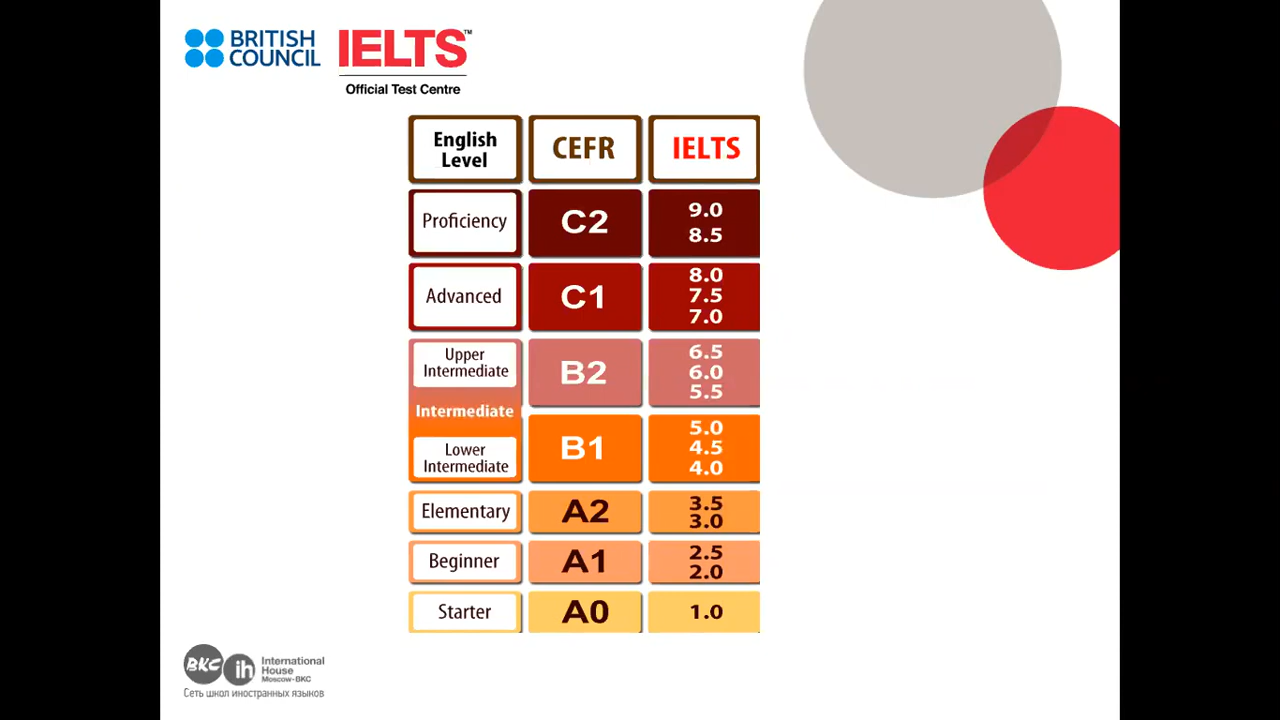 BRITISH
COUNCIL
IELTS™
Official Test Centre
English
Level
CEFR
IELTS
Proficiency
C2
9.0
8.5
Advanced
C1
8.0
7.5
7.0
Upper
Intermediate
B2
6.5
6.0
5.5
Intermediate
Lower
Intermediate
B1
5.0
4.5
4.0
Elementary
A2
3.5
3.0
Beginner
A1
2.5
2.0
Starter
A0
1.0
BKC
ih
International
House
Moscow-BKC
Сеть школ иностранных языков